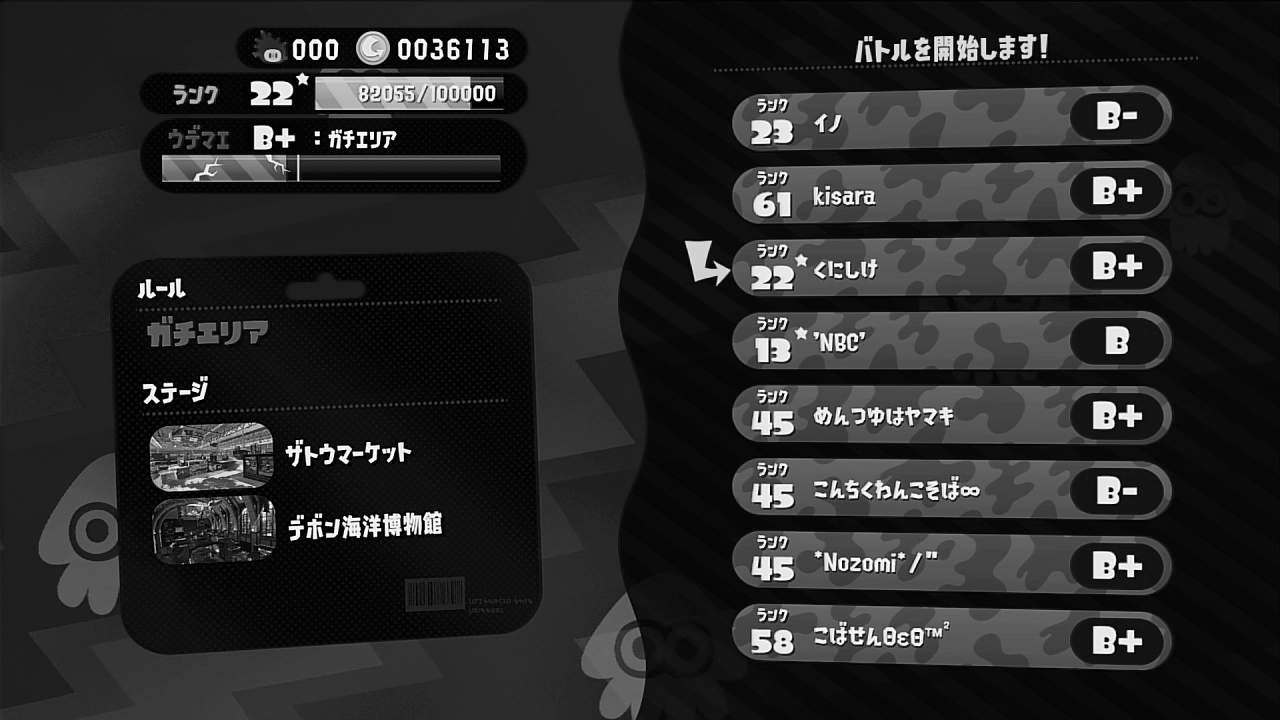 000 0036113
ランク 22 82055/100000
ウデマエ B+ : ガチエリア
ルール
ガチエリア
ステージ
ザトウマーケット
デボン海洋博物館
バトルを開始します!
ランク 23 イノ B-
ランク 61 kisara B+
ランク 22 くにしけ B+
ランク 13 'NBC' B
ランク 45 めんつゆはヤマキ B+
ランク 45 こんちくわんこそば∞ B-
ランク 45 *Nozomi*/" B+
ランク 58 こばせんθεθ™² B+